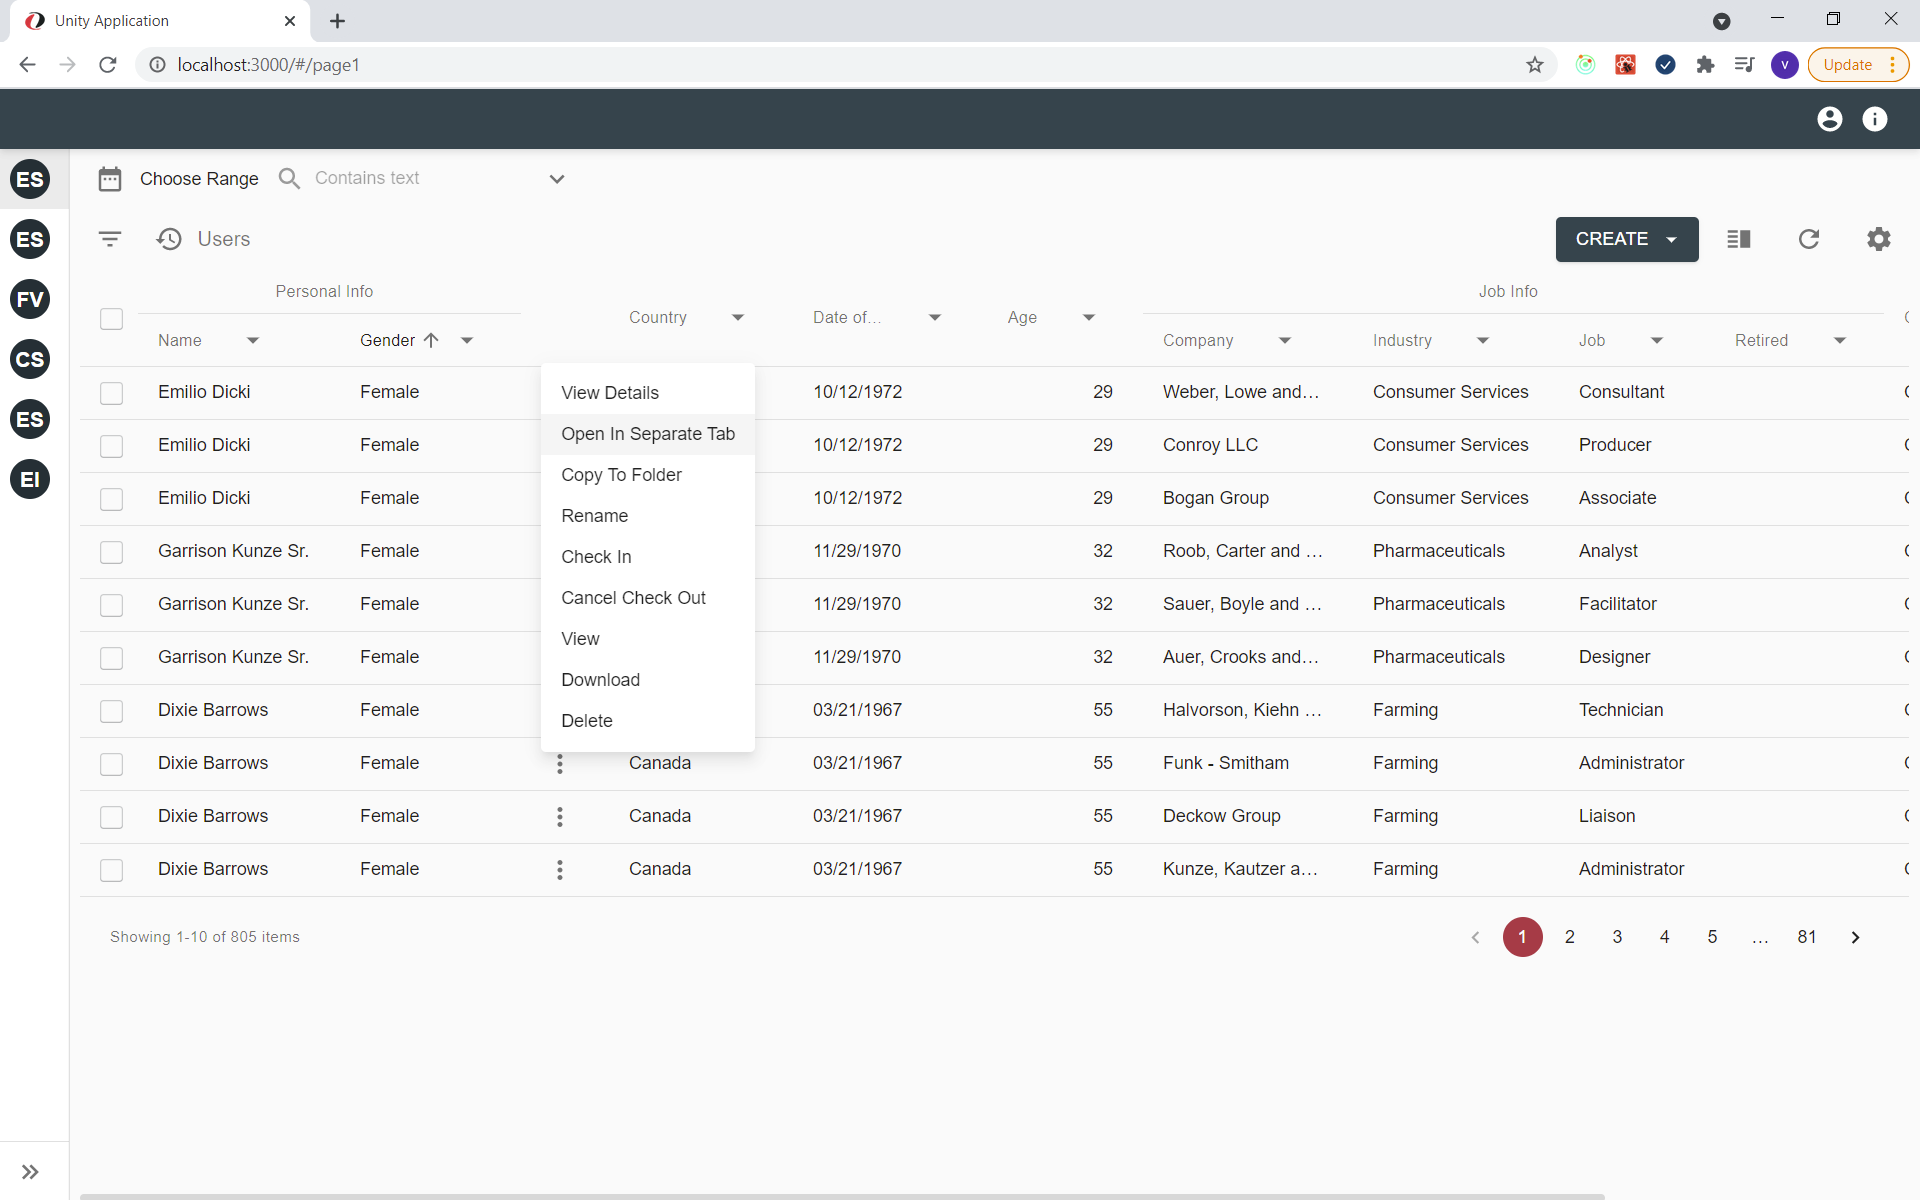 Unity Application
localhost:3000/#/page1
V
Update
ES
ES
FV
CS
ES
EI
Choose Range
Contains text
Users
CREATE
Personal Info
Job Info
Name
Gender
Country
Date of...
Age
Company
Industry
Job
Retired
Emilio Dicki Female 10/12/1972 29 Weber, Lowe and... Consumer Services Consultant
Emilio Dicki Female 10/12/1972 29 Conroy LLC Consumer Services Producer
Emilio Dicki Female 10/12/1972 29 Bogan Group Consumer Services Associate
Garrison Kunze Sr. Female 11/29/1970 32 Roob, Carter and ... Pharmaceuticals Analyst
Garrison Kunze Sr. Female 11/29/1970 32 Sauer, Boyle and ... Pharmaceuticals Facilitator
Garrison Kunze Sr. Female 11/29/1970 32 Auer, Crooks and... Pharmaceuticals Designer
Dixie Barrows Female 03/21/1967 55 Halvorson, Kiehn ... Farming Technician
Dixie Barrows Female Canada 03/21/1967 55 Funk - Smitham Farming Administrator
Dixie Barrows Female Canada 03/21/1967 55 Deckow Group Farming Liaison
Dixie Barrows Female Canada 03/21/1967 55 Kunze, Kautzer a... Farming Administrator
View Details
Open In Separate Tab
Copy To Folder
Rename
Check In
Cancel Check Out
View
Download
Delete
Showing 1-10 of 805 items
1 2 3 4 5 ... 81